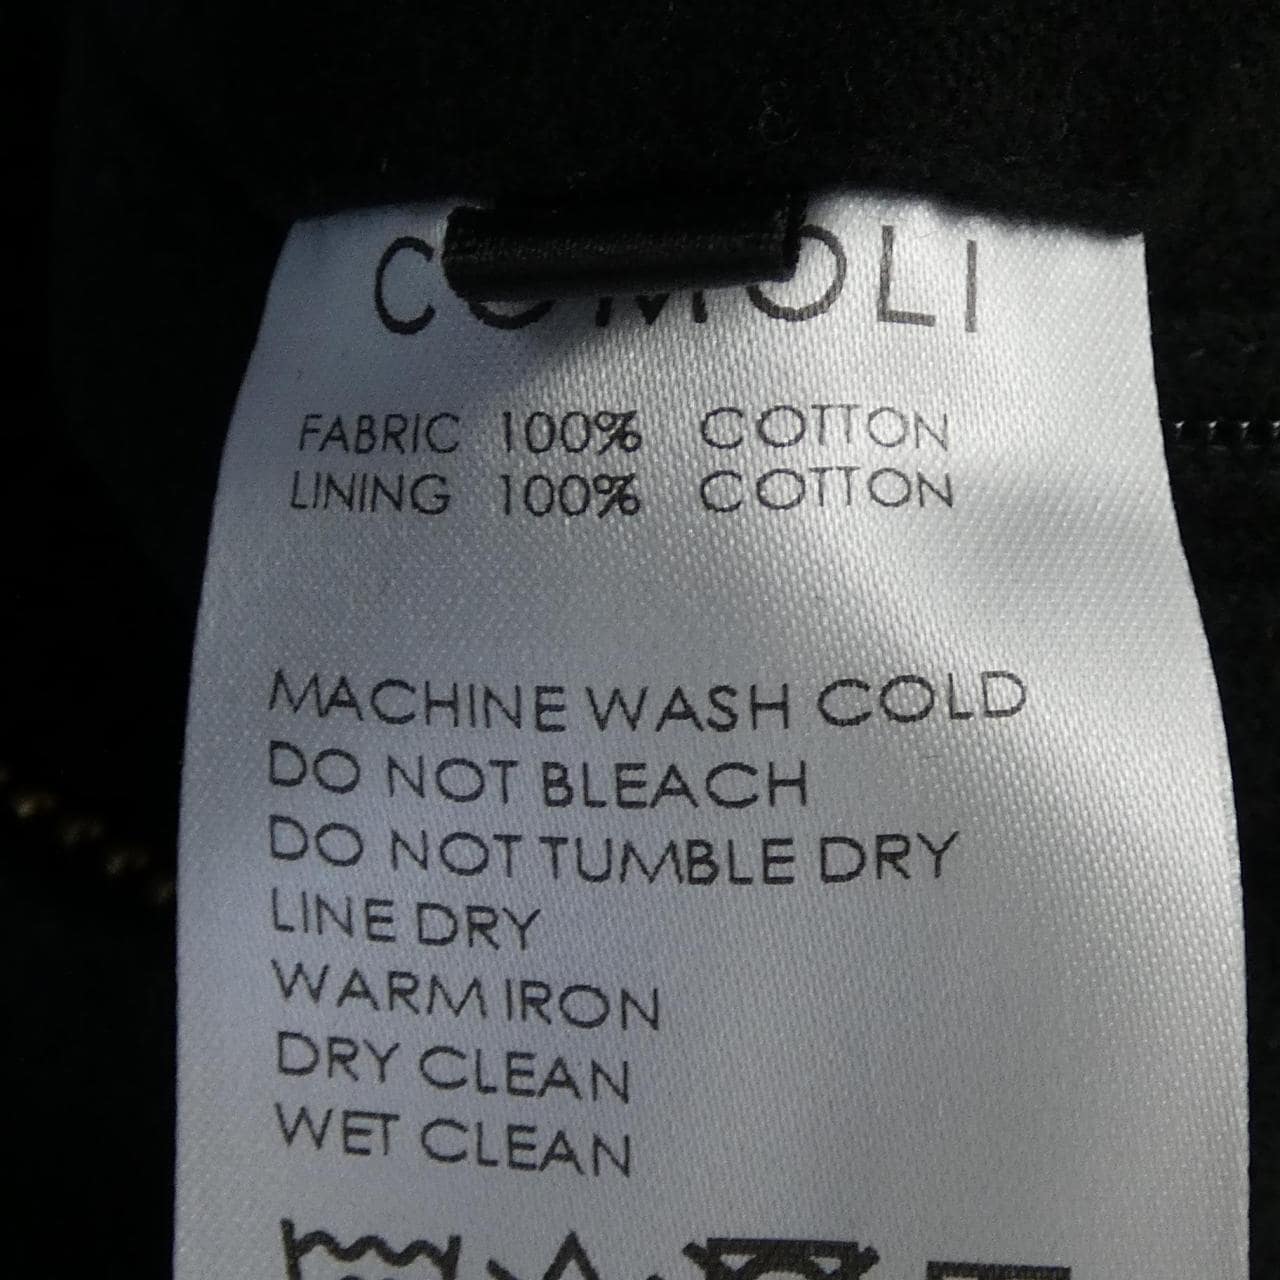 COMOLI
FABRIC 100% COTTON
LINING 100% COTTON
MACHINE WASH COLD
DO NOT BLEACH
DO NOT TUMBLE DRY
LINE DRY
WARM IRON
DRY CLEAN
WET CLEAN